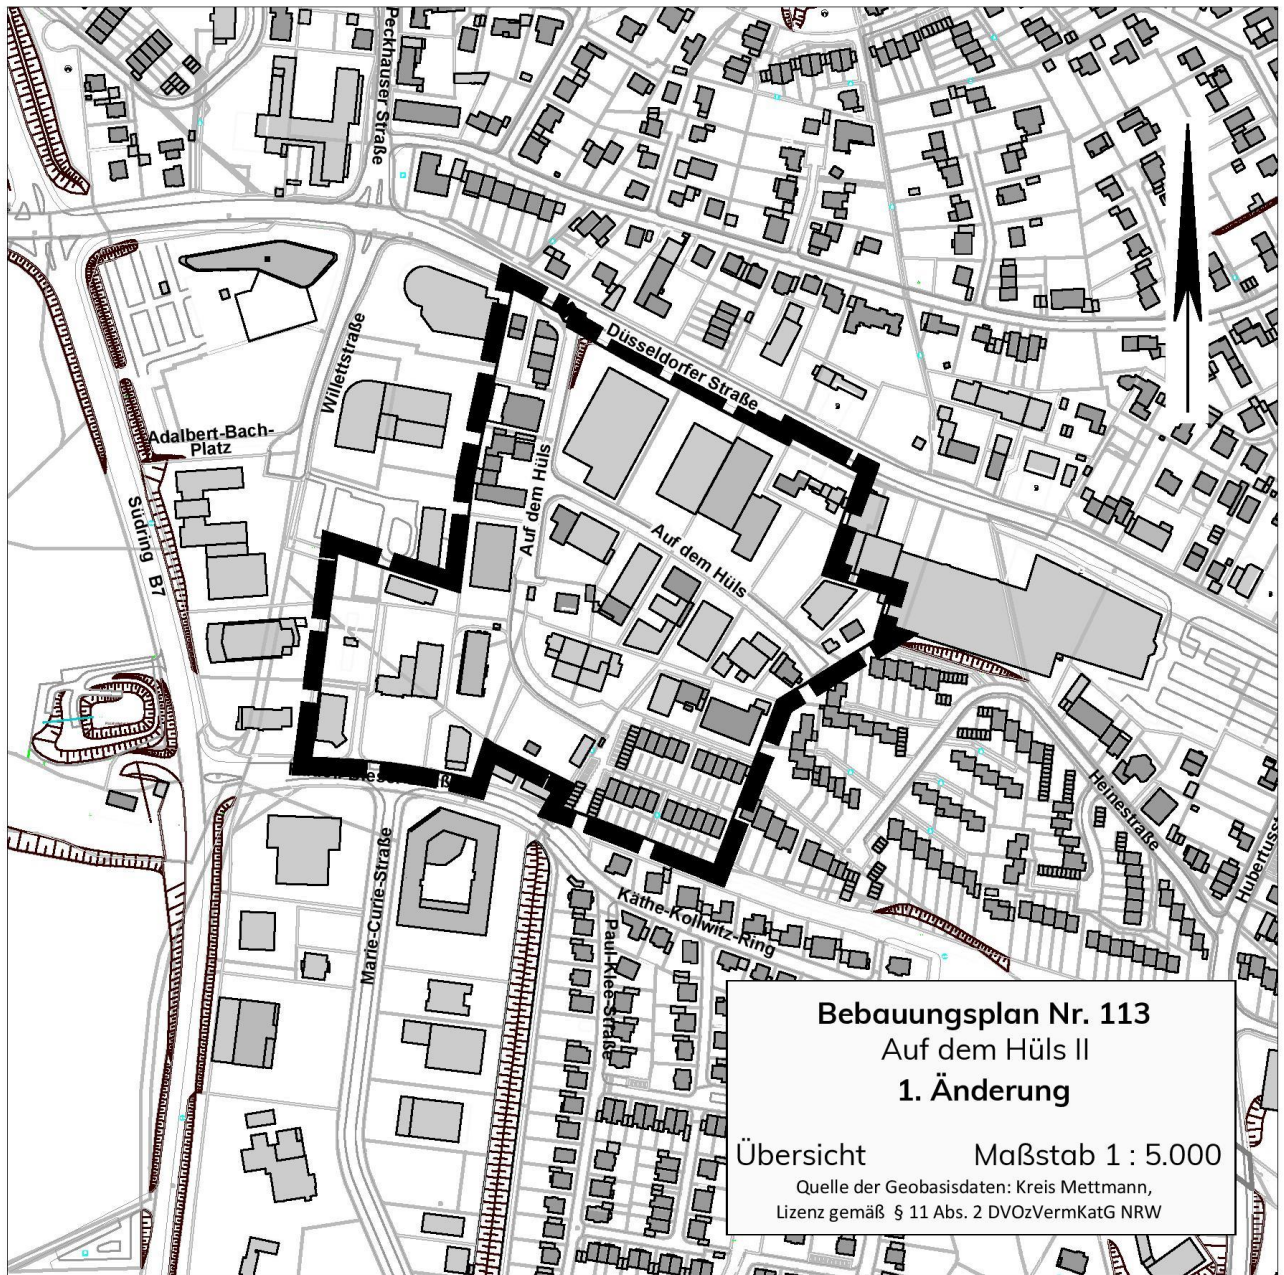 Peckhauser Straße
Düsseldorfer Straße
Willettstraße
Adalbert-Bach-
Platz
Auf dem Hüls
Auf dem Hüls
Südring B7
Heinestraße
Marie-Curie-Straße
Käthe-Kollwitz-Ring
Paul-Klee-Straße
Bebauungsplan Nr. 113
Auf dem Hüls II
1. Änderung
Übersicht Maßstab 1 : 5.000
Quelle der Geobasisdaten: Kreis Mettmann,
Lizenz gemäß § 11 Abs. 2 DVOzVermKatG NRW